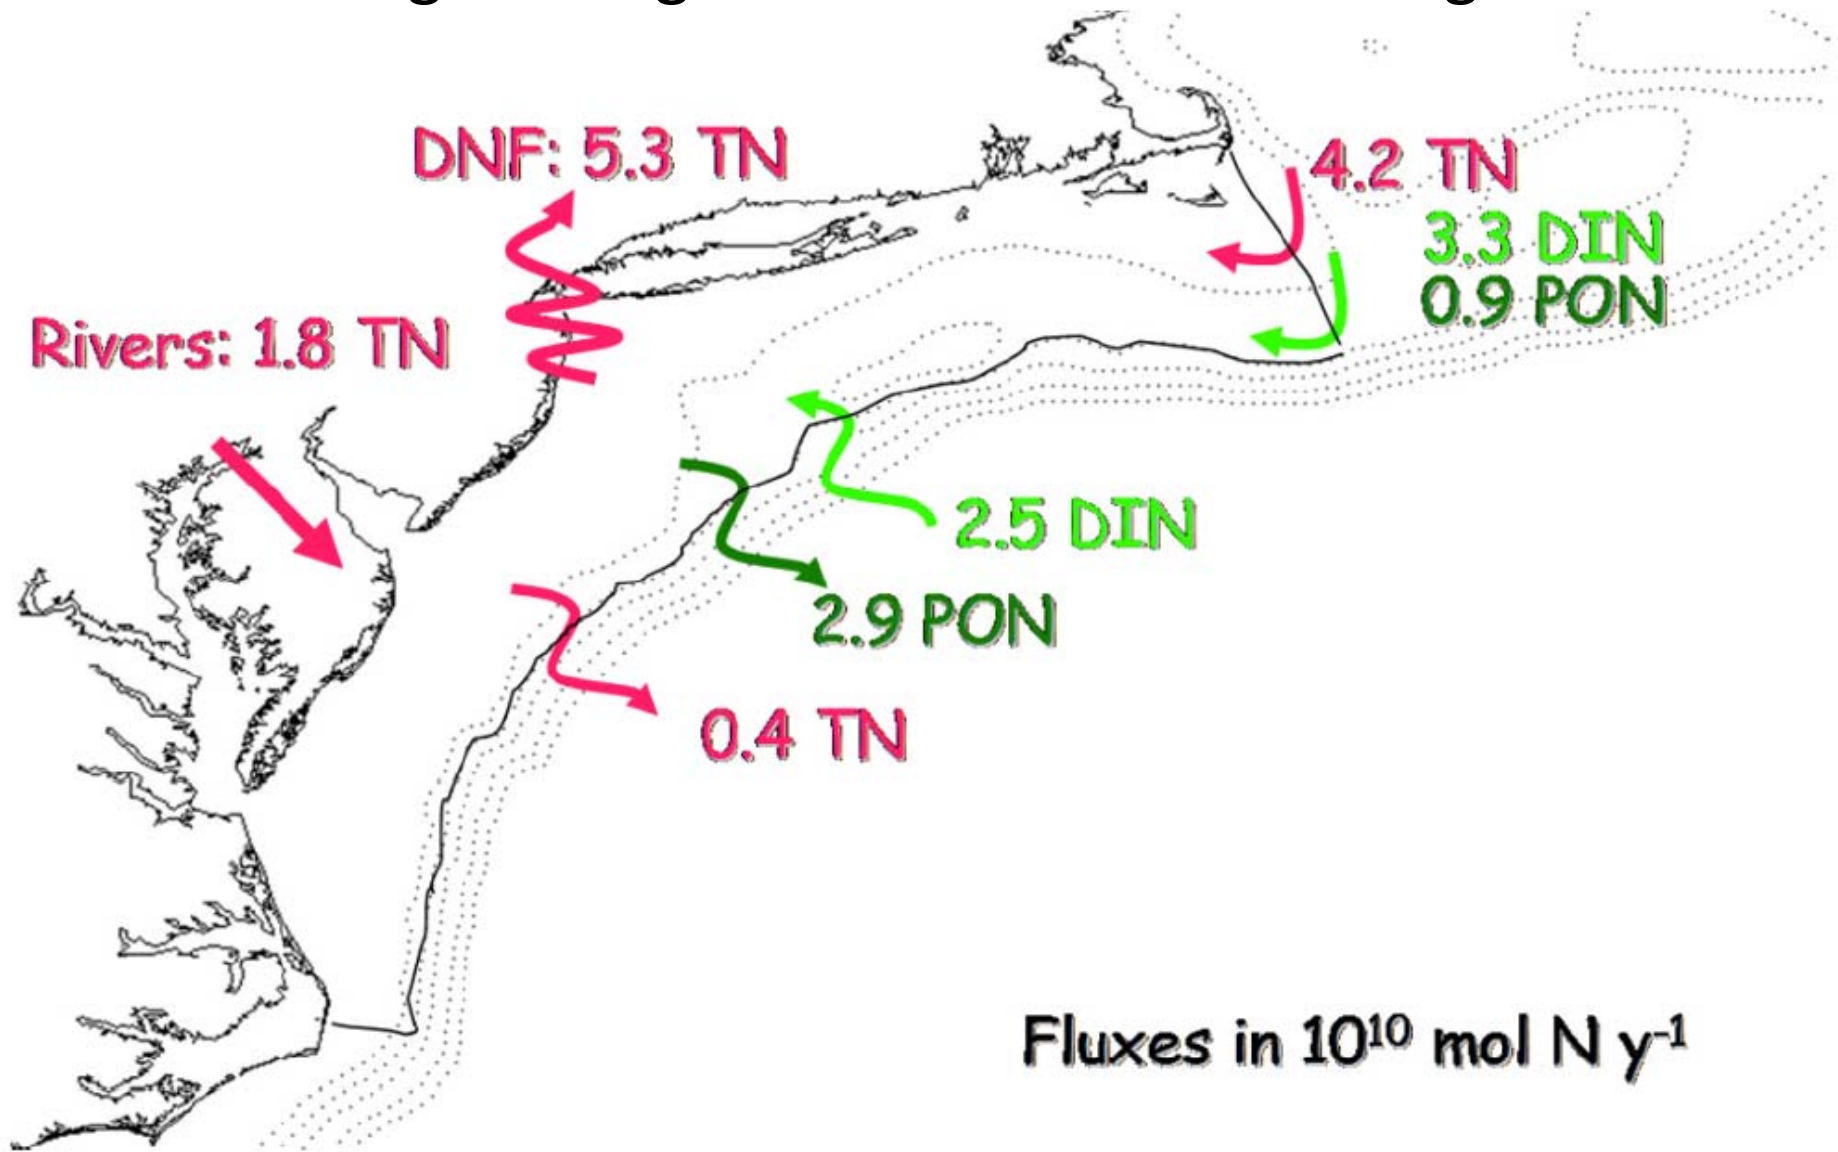 DNF: 5.3 TN
4.2 TN
3.3 DIN
0.9 PON
Rivers: 1.8 TN
2.5 DIN
2.9 PON
0.4 TN
Fluxes in 10¹⁰ mol N y⁻¹